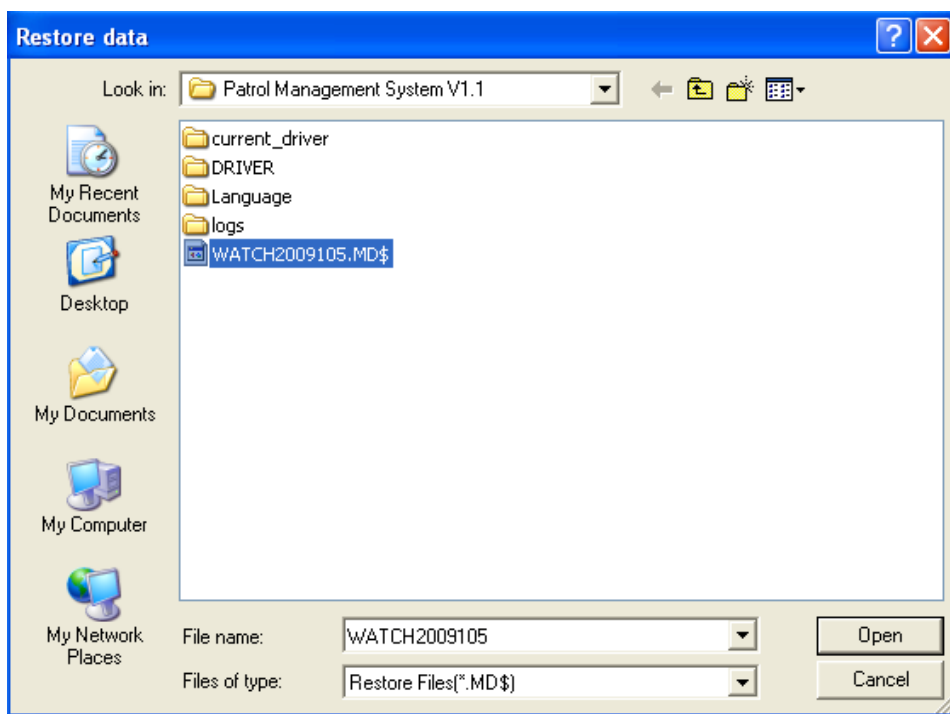 Restore data
Look in: Patrol Management System V1.1
My Recent
Documents
Desktop
My Documents
My Computer
My Network
Places
current_driver
DRIVER
Language
logs
WATCH2009105.MD$
File name: WATCH2009105 Open
Files of type: Restore Files(*.MD$) Cancel